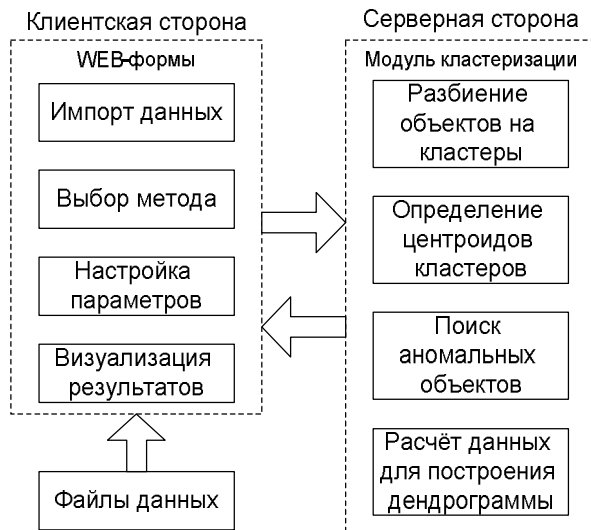 Клиентская сторона
WEB-формы
Импорт данных
Выбор метода
Настройка
параметров
Визуализация
результатов
Файлы данных
Серверная сторона
Модуль кластеризации
Разбиение
объектов на
кластеры
Определение
центроидов
кластеров
Поиск
аномальных
объектов
Расчёт данных
для построения
дендрограммы